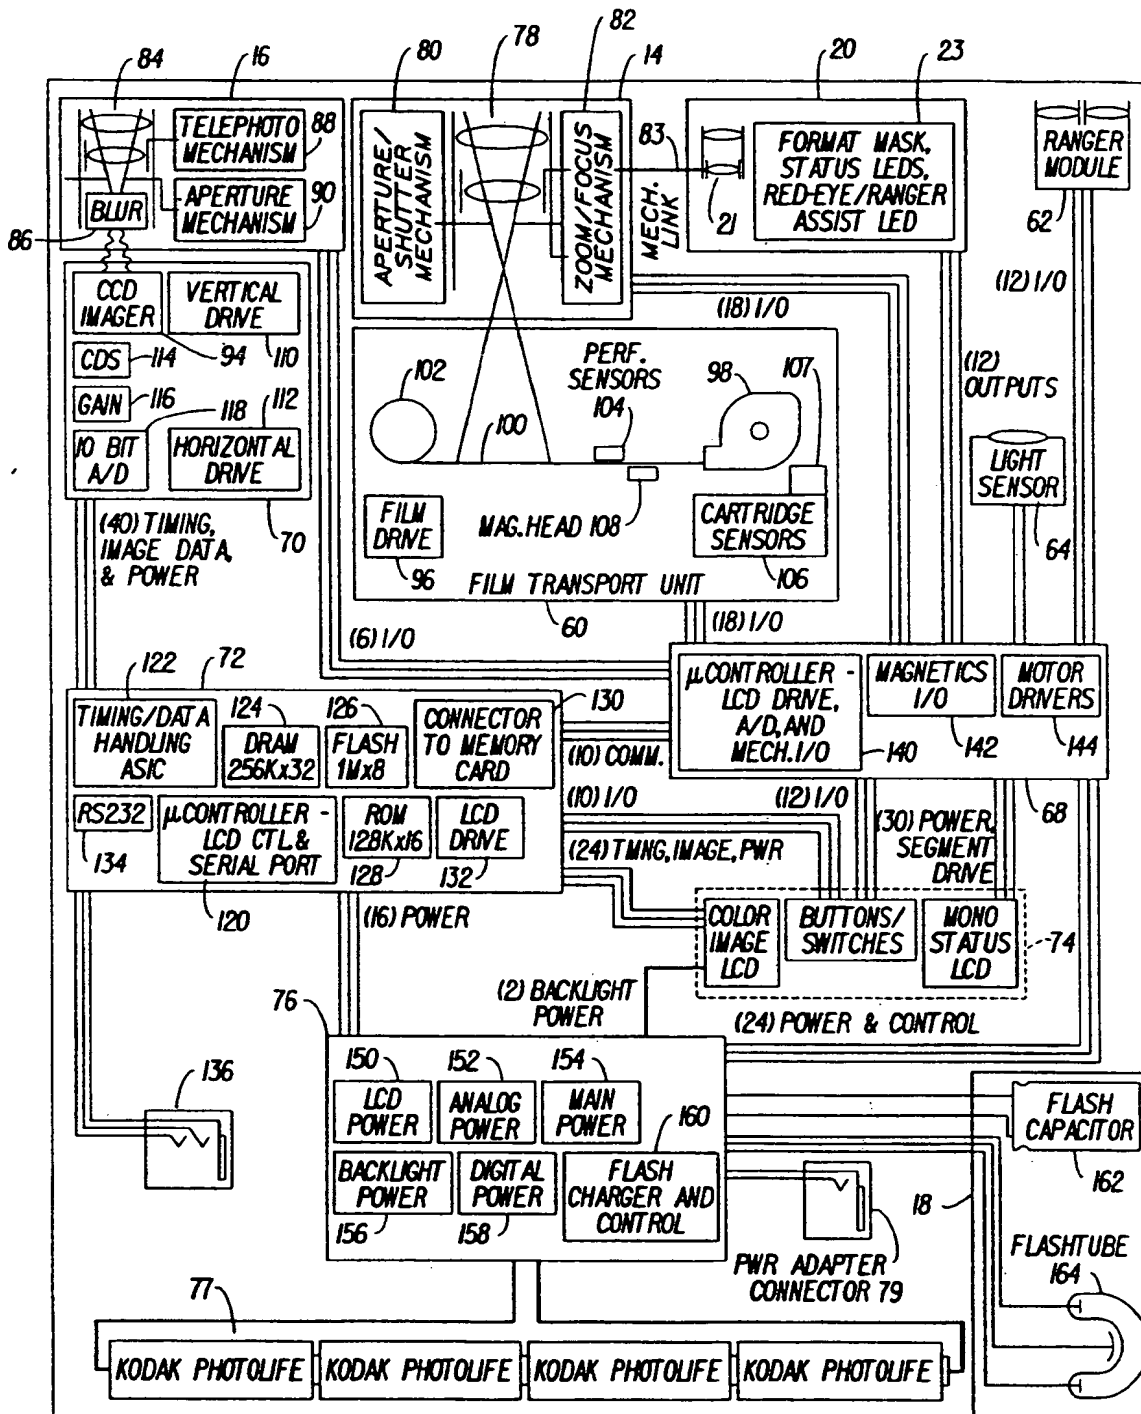 84
16
80
78
82
14
20
23
TELEPHOTO
MECHANISM
88
APERTURE
MECHANISM
90
BLUR
86
APERTURE/
SHUTTER
MECHANISM
ZOOM/FOCUS
MECHANISM
83
MECH.
LINK
21
FORMAT MASK,
STATUS LEDS,
RED-EYE/RANGER
ASSIST LED
RANGER
MODULE
62
CCD
IMAGER
VERTICAL
DRIVE
94
110
CDS
114
GAIN
116
118
112
10 BIT
A/D
HORIZONTAL
DRIVE
70
(40) TIMING,
IMAGE DATA,
& POWER
(18) I/O
(12) I/O
(12)
OUTPUTS
102
100
PERF.
SENSORS
104
98
107
FILM
DRIVE
96
MAG.HEAD 108
CARTRIDGE
SENSORS
106
FILM TRANSPORT UNIT
60
LIGHT
SENSOR
64
(6) I/O
(18) I/O
122
72
TIMING/DATA
HANDLING
ASIC
124
DRAM
256Kx32
126
FLASH
1Mx8
CONNECTOR
TO MEMORY
CARD
130
RS232
134
μCONTROLLER -
LCD CTL.&
SERIAL PORT
120
ROM
128Kx16
128
LCD
DRIVE
132
μCONTROLLER -
LCD DRIVE,
A/D,AND
MECH.I/O
140
MAGNETICS
I/O
142
MOTOR
DRIVERS
144
68
(10) COMM.
(10) I/O
(12) I/O
(24) TMNG,IMAGE,PWR
(30) POWER,
SEGMENT
DRIVE
(16) POWER
COLOR
IMAGE
LCD
BUTTONS/
SWITCHES
MONO
STATUS
LCD
74
(2) BACKLIGHT
POWER
(24) POWER & CONTROL
76
150
LCD
POWER
152
ANALOG
POWER
154
MAIN
POWER
BACKLIGHT
POWER
156
DIGITAL
POWER
158
160
FLASH
CHARGER AND
CONTROL
136
PWR ADAPTER
CONNECTOR 79
18
FLASH
CAPACITOR
162
FLASHTUBE
164
77
KODAK PHOTOLIFE
KODAK PHOTOLIFE
KODAK PHOTOLIFE
KODAK PHOTOLIFE